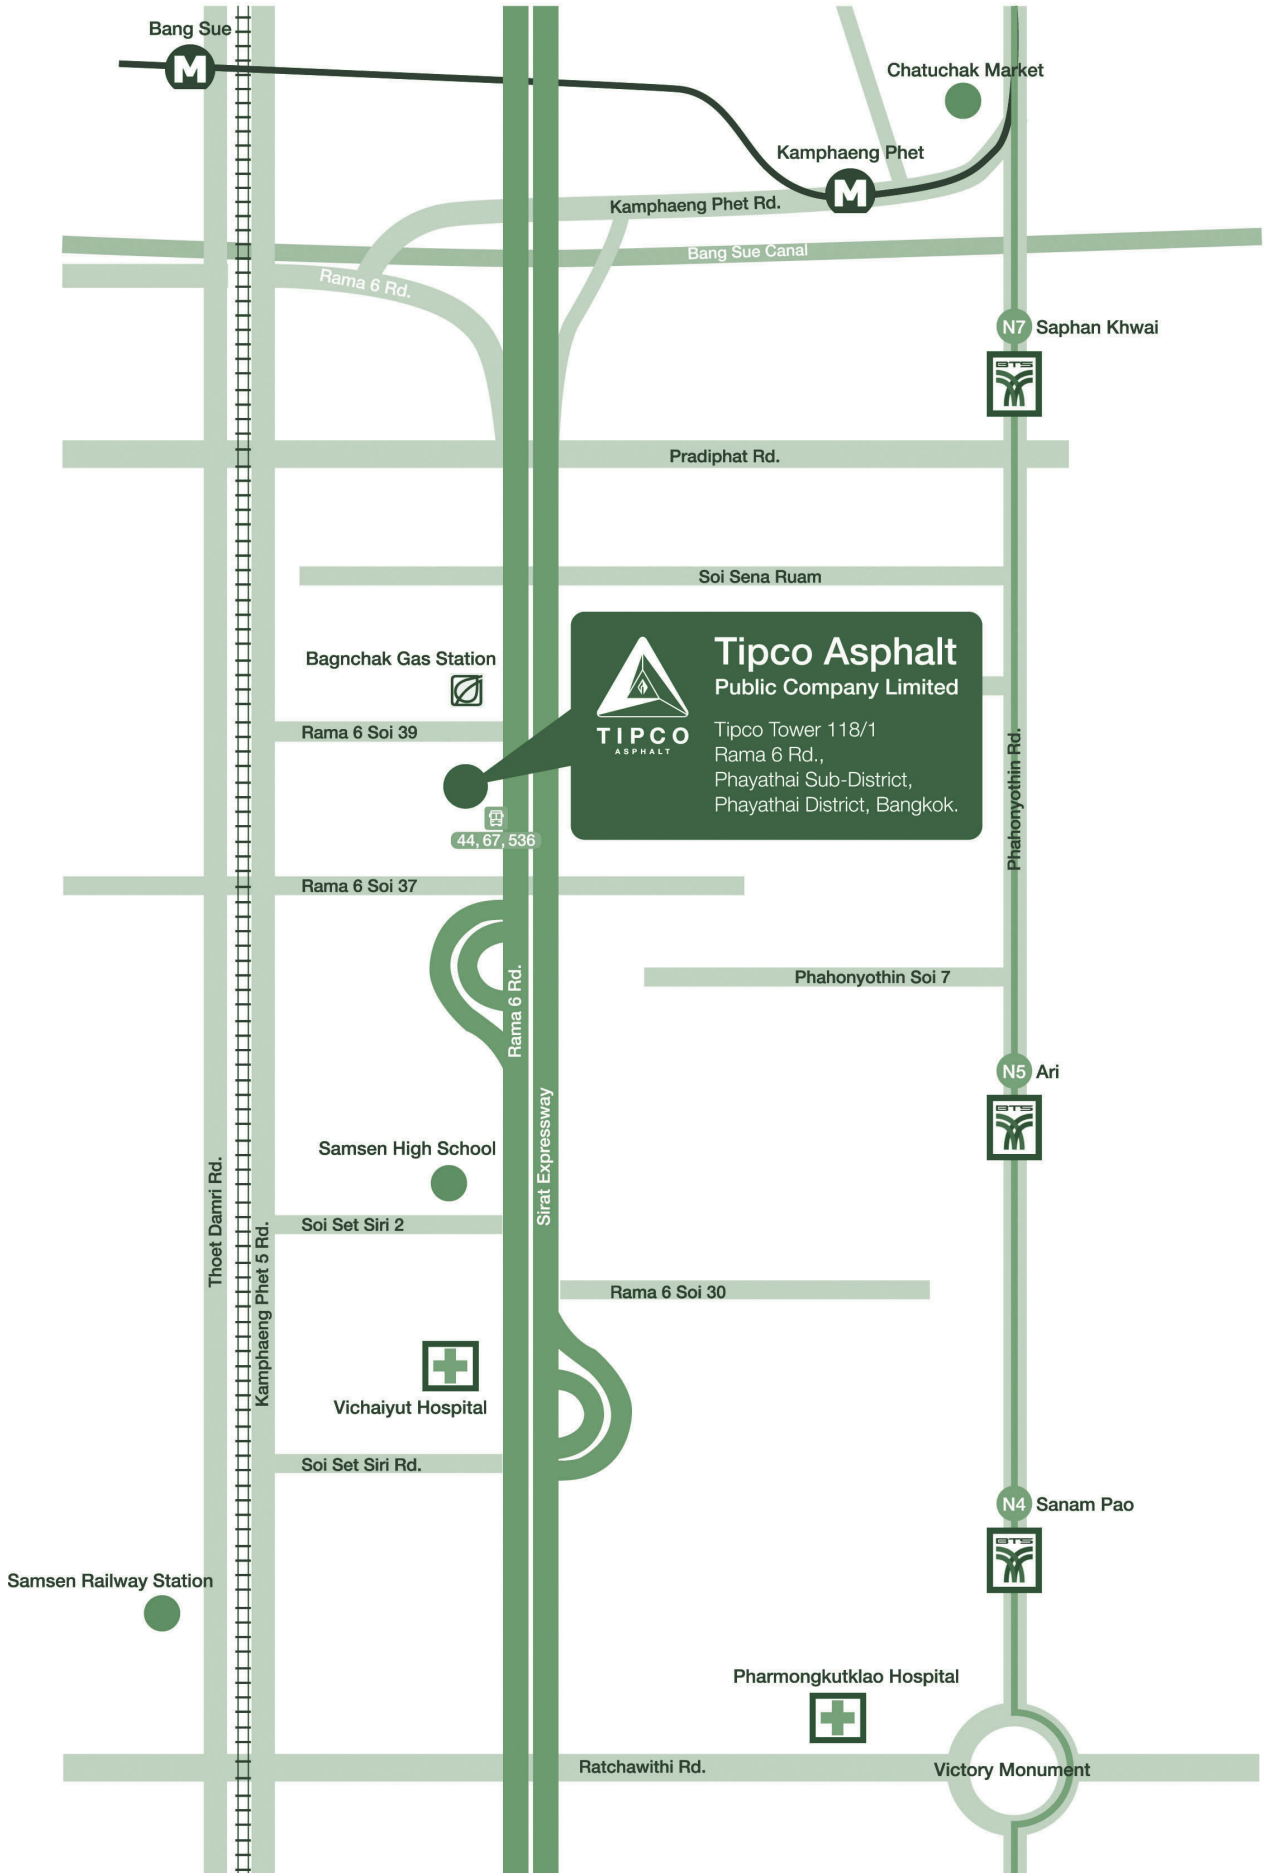 Bang Sue
M
Chatuchak Market
Kamphaeng Phet
M
Kamphaeng Phet Rd.
Bang Sue Canal
Rama 6 Rd.
N7 Saphan Khwai
BTS
Pradiphat Rd.
Soi Sena Ruam
Bagnchak Gas Station
Rama 6 Soi 39
TIPCO
ASPHALT
Tipco Asphalt
Public Company Limited
Tipco Tower 118/1
Rama 6 Rd.,
Phayathai Sub-District,
Phayathai District, Bangkok.
Phahonyothin Rd.
44, 67, 536
Rama 6 Soi 37
Phahonyothin Soi 7
Rama 6 Rd.
N5 Ari
BTS
Sirat Expressway
Samsen High School
Thoet Damri Rd.
Soi Set Siri 2
Kamphaeng Phet 5 Rd.
Rama 6 Soi 30
Vichaiyut Hospital
Soi Set Siri Rd.
N4 Sanam Pao
BTS
Samsen Railway Station
Pharmongkutklao Hospital
Ratchawithi Rd.
Victory Monument